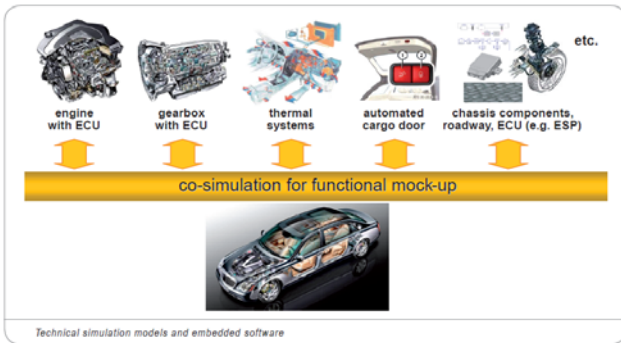 etc.
engine
with ECU
gearbox
with ECU
thermal
systems
automated
cargo door
chassis components,
roadway, ECU (e.g. ESP)
co-simulation for functional mock-up
Technical simulation models and embedded software